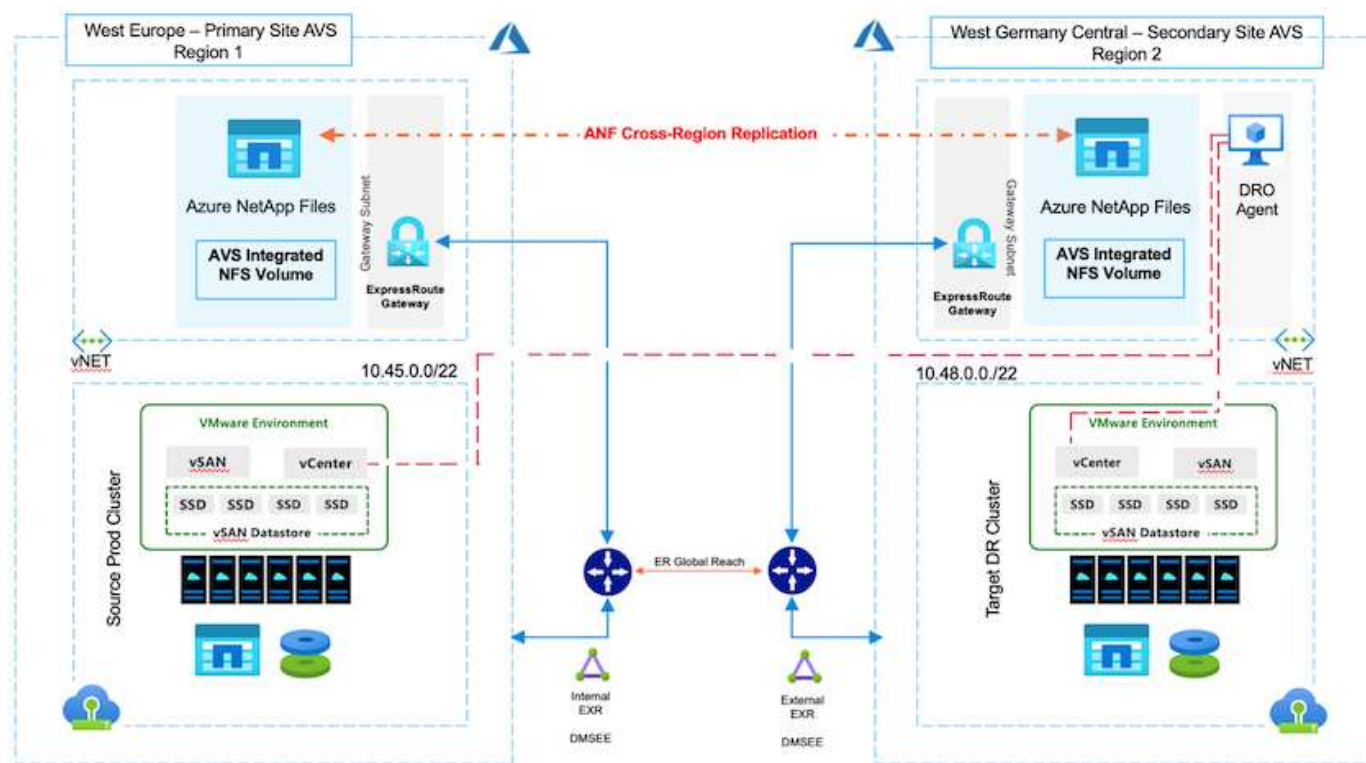 West Europe – Primary Site AVS
Region 1
West Germany Central – Secondary Site AVS
Region 2
ANF Cross-Region Replication
Azure NetApp Files
AVS Integrated
NFS Volume
Gateway Subnet
ExpressRoute
Gateway
vNET
Gateway Subnet
ExpressRoute
Gateway
Azure NetApp Files
AVS Integrated
NFS Volume
DRO
Agent
vNET
10.45.0.0/22
10.48.0.0./22
Source Prod Cluster
VMware Environment
vSAN
vCenter
SSD SSD SSD SSD
vSAN Datastore
ER Global Reach
Internal
EXR
DMSEE
External
EXR
DMSEE
Target DR Cluster
VMware Environment
vCenter
vSAN
SSD SSD SSD SSD
vSAN Datastore